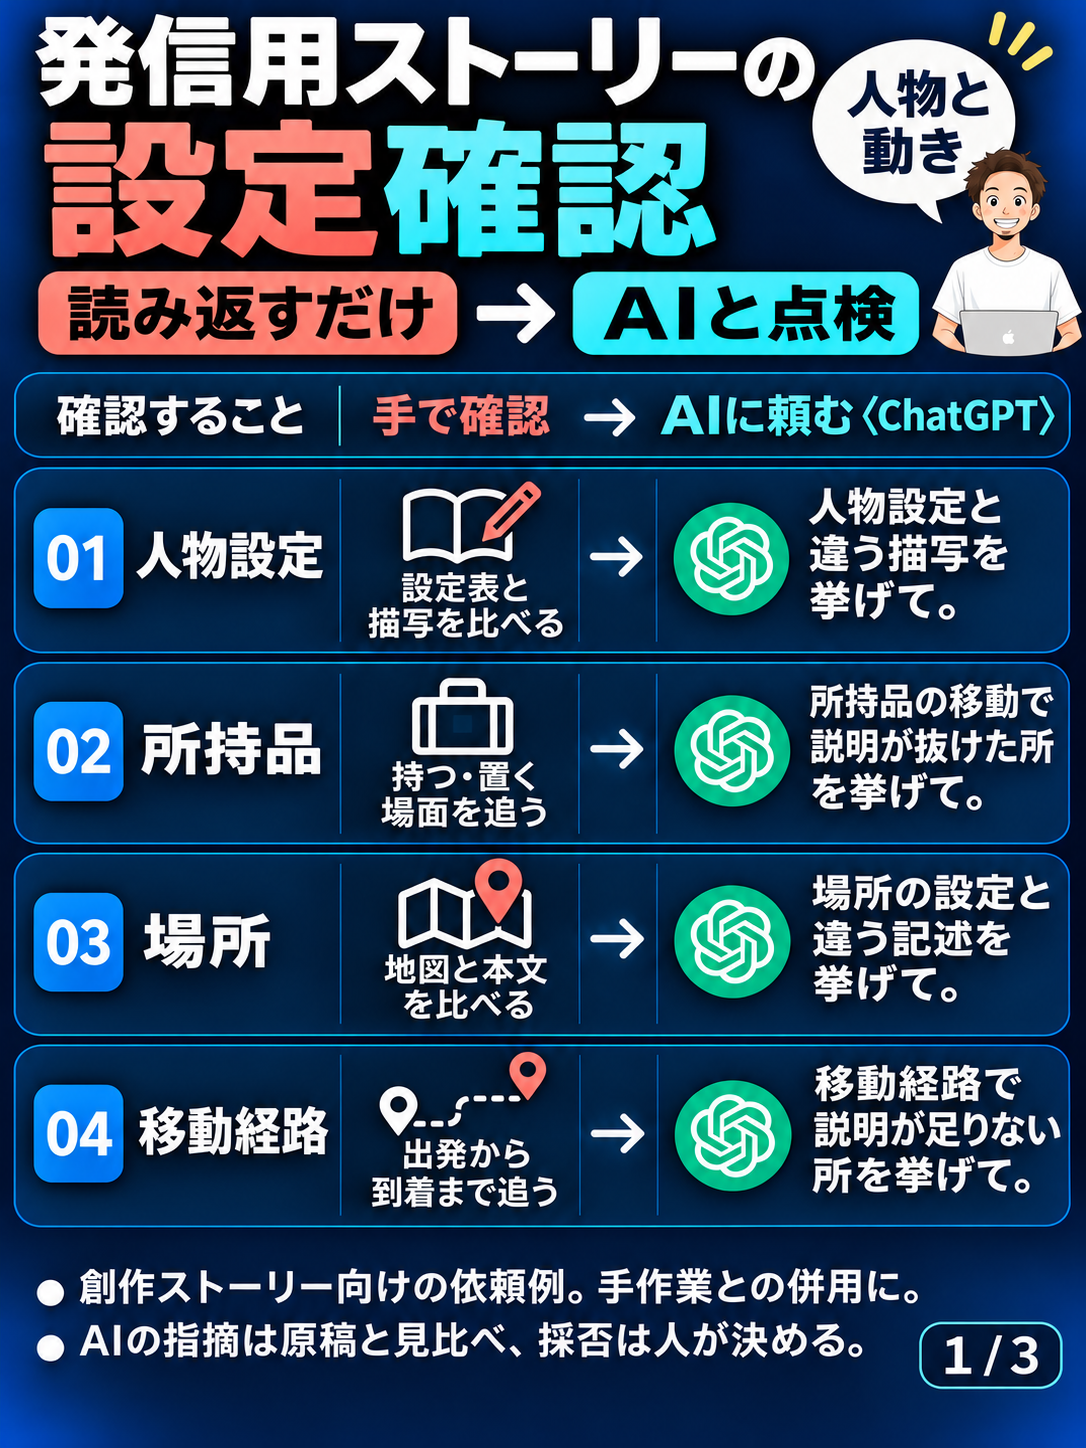 発信用ストーリーの
設定確認
人物と
動き
読み返すだけ → AIと点検
確認すること 手で確認 → AIに頼む〈ChatGPT〉
01 人物設定
設定表と
描写を比べる
→
人物設定と
違う描写を
挙げて。
02 所持品
持つ・置く
場面を追う
→
所持品の移動で
説明が抜けた所
を挙げて。
03 場所
地図と本文
を比べる
→
場所の設定と
違う記述を
挙げて。
04 移動経路
出発から
到着まで追う
→
移動経路で
説明が足りない
所を挙げて。
● 創作ストーリー向けの依頼例。手作業との併用に。
● AIの指摘は原稿と見比べ、採否は人が決める。
1/3